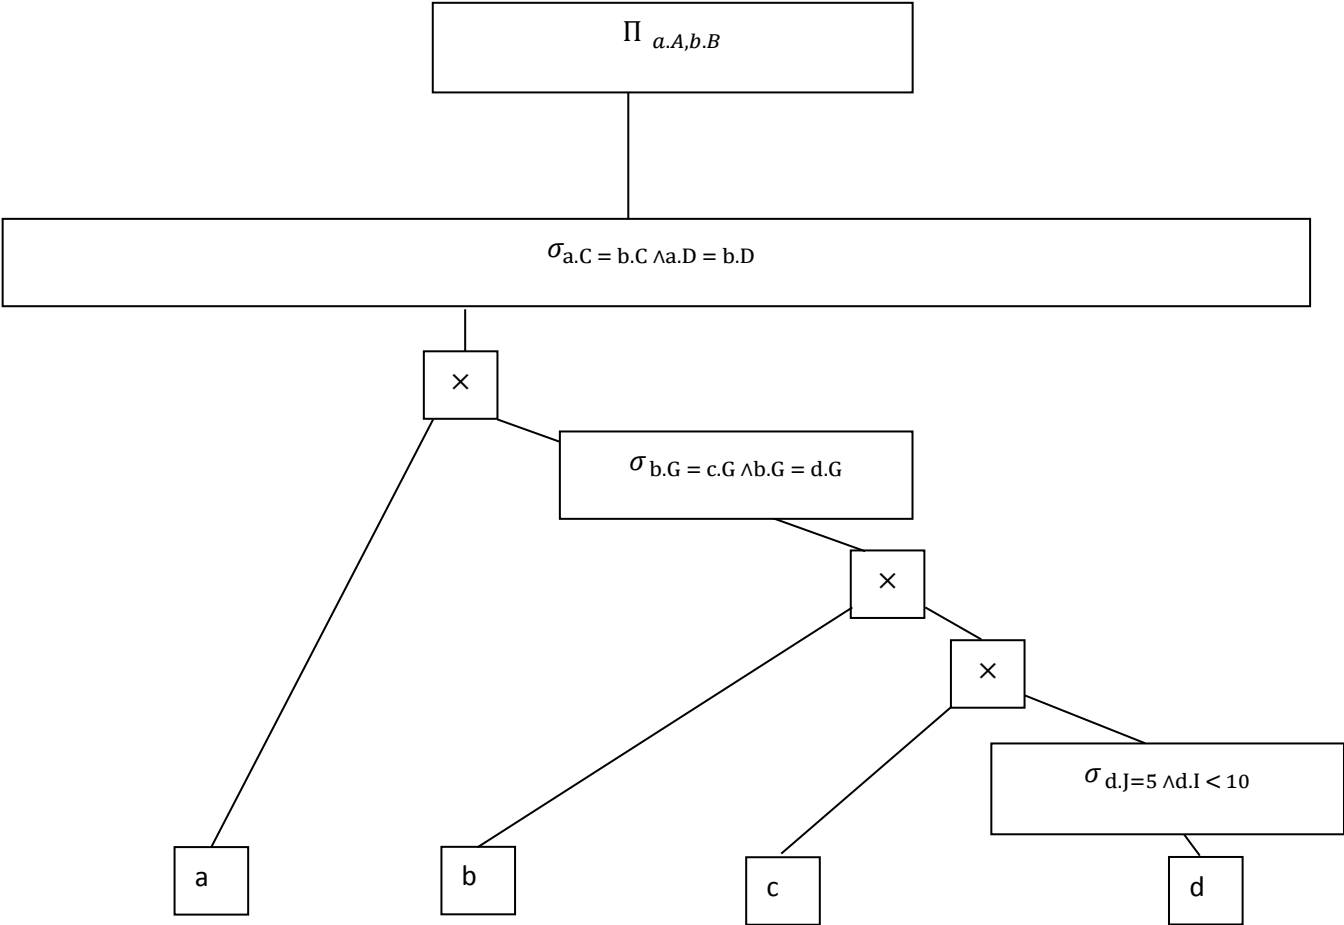 Π a.A,b.B
σa.C = b.C ∧a.D = b.D
×
σ b.G = c.G ∧b.G = d.G
×
×
σ d.J=5 ∧d.I < 10
a
b
c
d